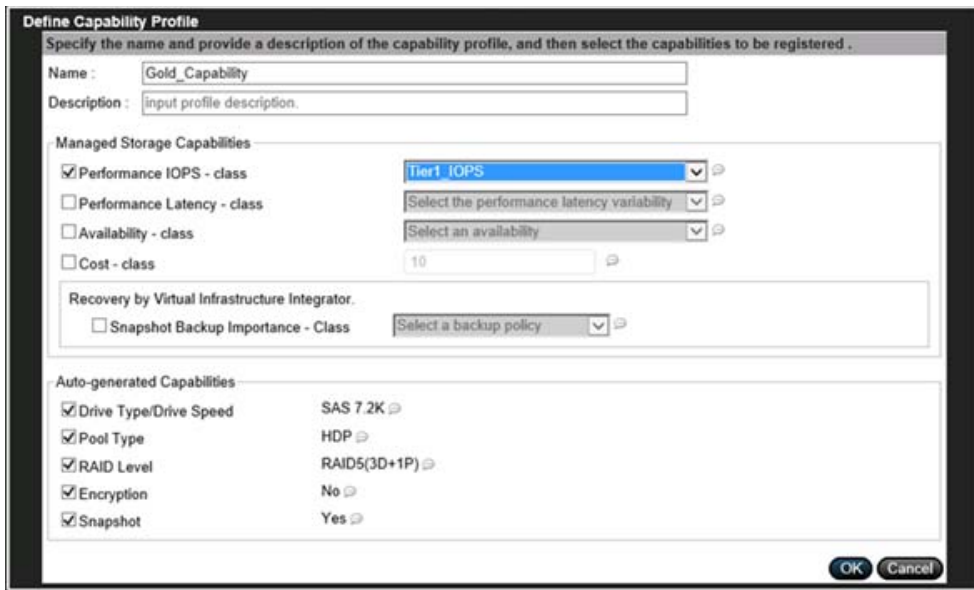 Define Capability Profile
Specify the name and provide a description of the capability profile, and then select the capabilities to be registered .
Name : Gold_Capability
Description : input profile description.
Managed Storage Capabilities
Performance IOPS - class Tier1_IOPS
Performance Latency - class Select the performance latency variability
Availability - class Select an availability
Cost - class 10
Recovery by Virtual Infrastructure Integrator.
Snapshot Backup Importance - Class Select a backup policy
Auto-generated Capabilities
Drive Type/Drive Speed SAS 7.2K
Pool Type HDP
RAID Level RAID5(3D+1P)
Encryption No
Snapshot Yes
OK Cancel